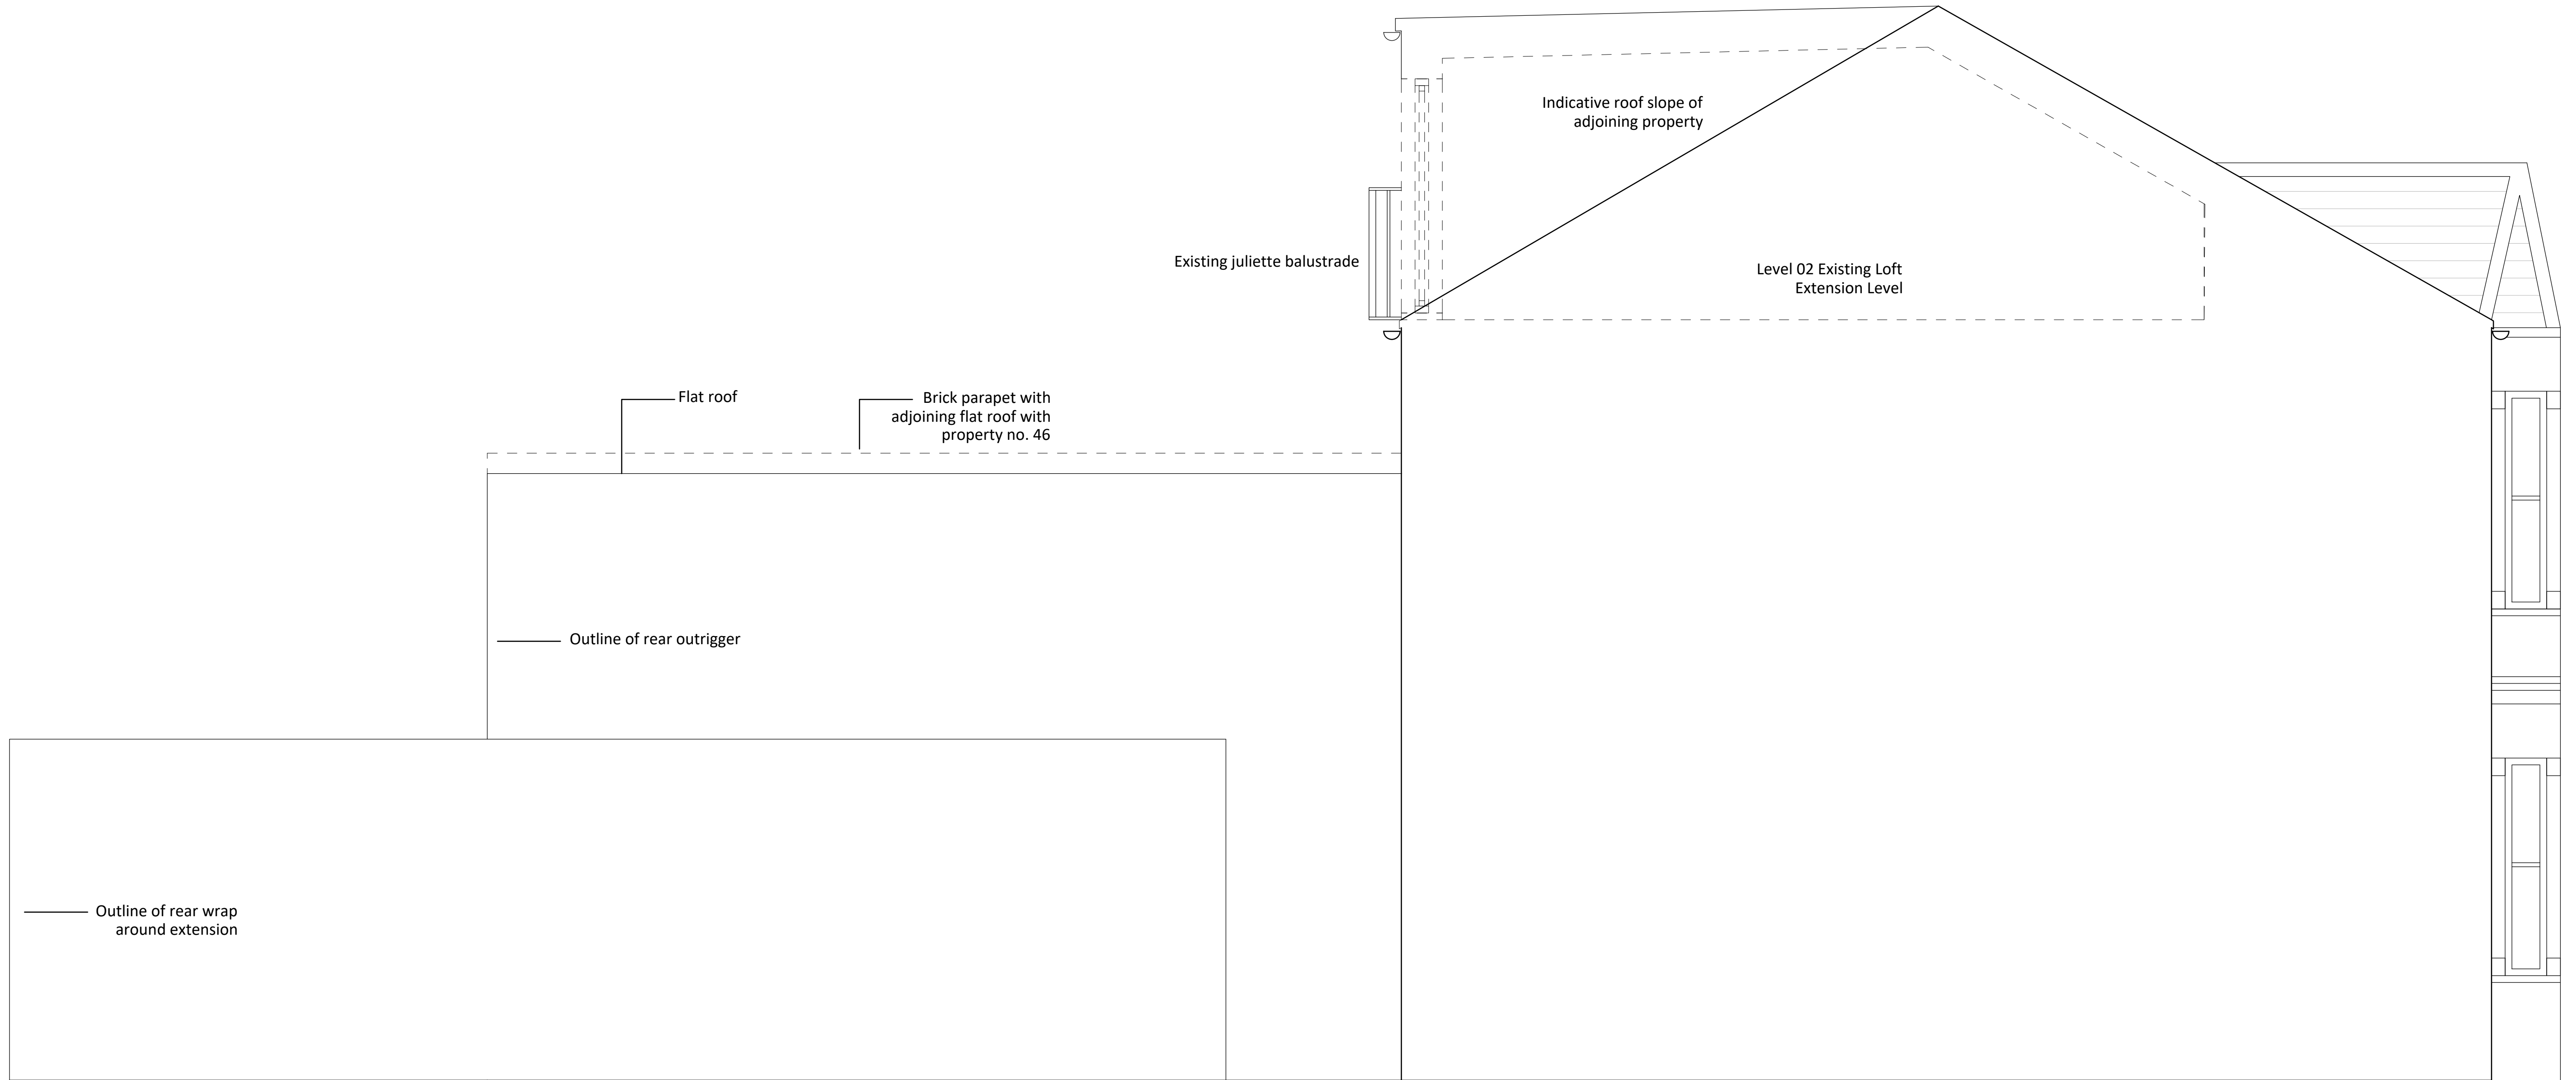 Indicative roof slope of
adjoining property
Existing juliette balustrade
Level 02 Existing Loft
Extension Level
Flat roof
Brick parapet with
adjoining flat roof with
property no. 46
Outline of rear outrigger
Outline of rear wrap
around extension